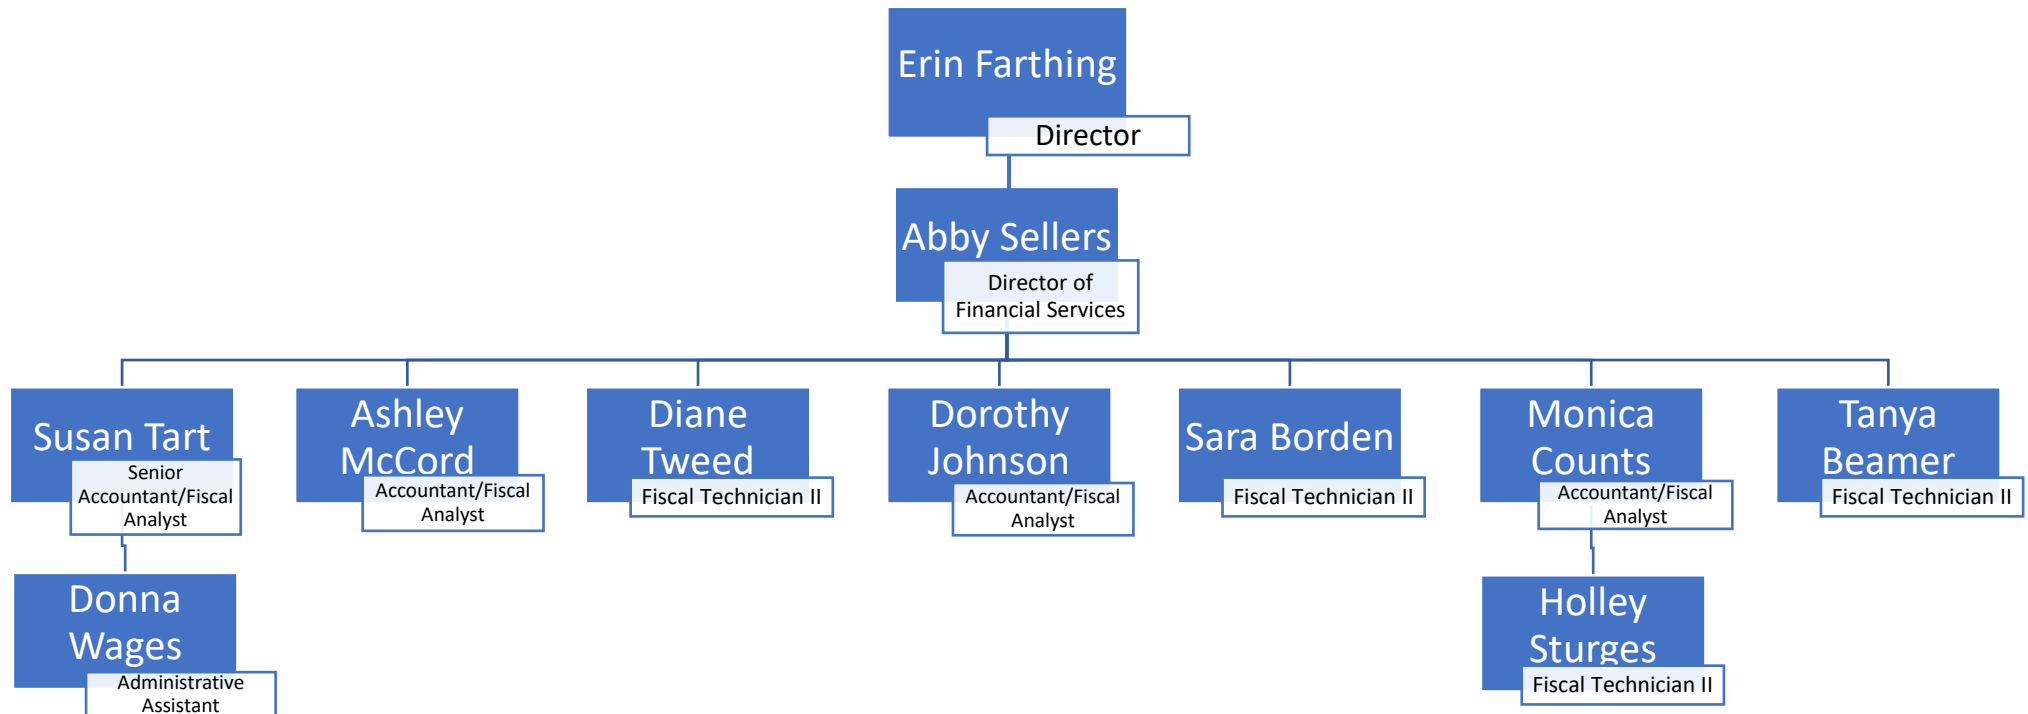 Erin Farthing
Director
Abby Sellers
Director of
Financial Services
Susan Tart
Senior
Accountant/Fiscal
Analyst
Ashley
McCord
Accountant/Fiscal
Analyst
Diane
Tweed
Fiscal Technician II
Dorothy
Johnson
Accountant/Fiscal
Analyst
Sara Borden
Fiscal Technician II
Monica
Counts
Accountant/Fiscal
Analyst
Tanya
Beamer
Fiscal Technician II
Donna
Wages
Administrative
Assistant
Holley
Sturges
Fiscal Technician II